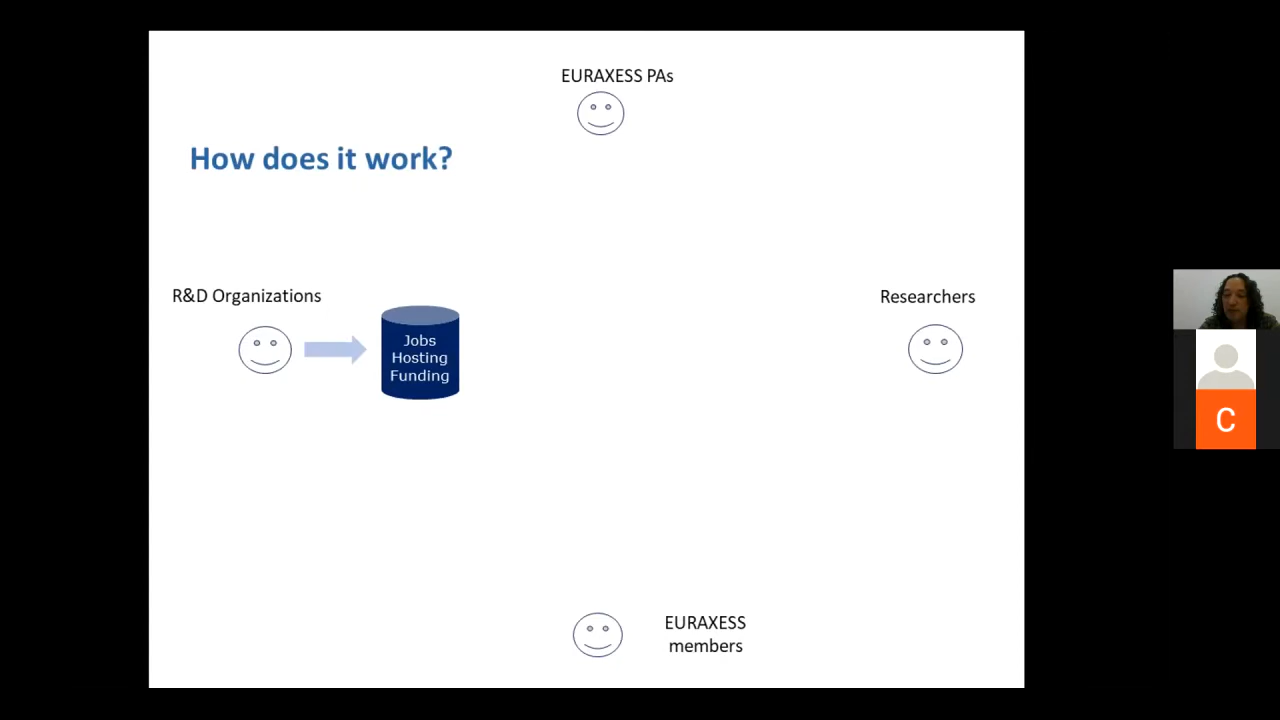 EURAXESS PAs
How does it work?
R&D Organizations
Researchers
Jobs
Hosting
Funding
C
EURAXESS
members